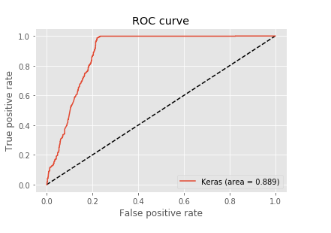 ROC curve
True positive rate
1.0
0.8
0.6
0.4
0.2
0.0
Keras (area = 0.889)
0.0 0.2 0.4 0.6 0.8 1.0
False positive rate